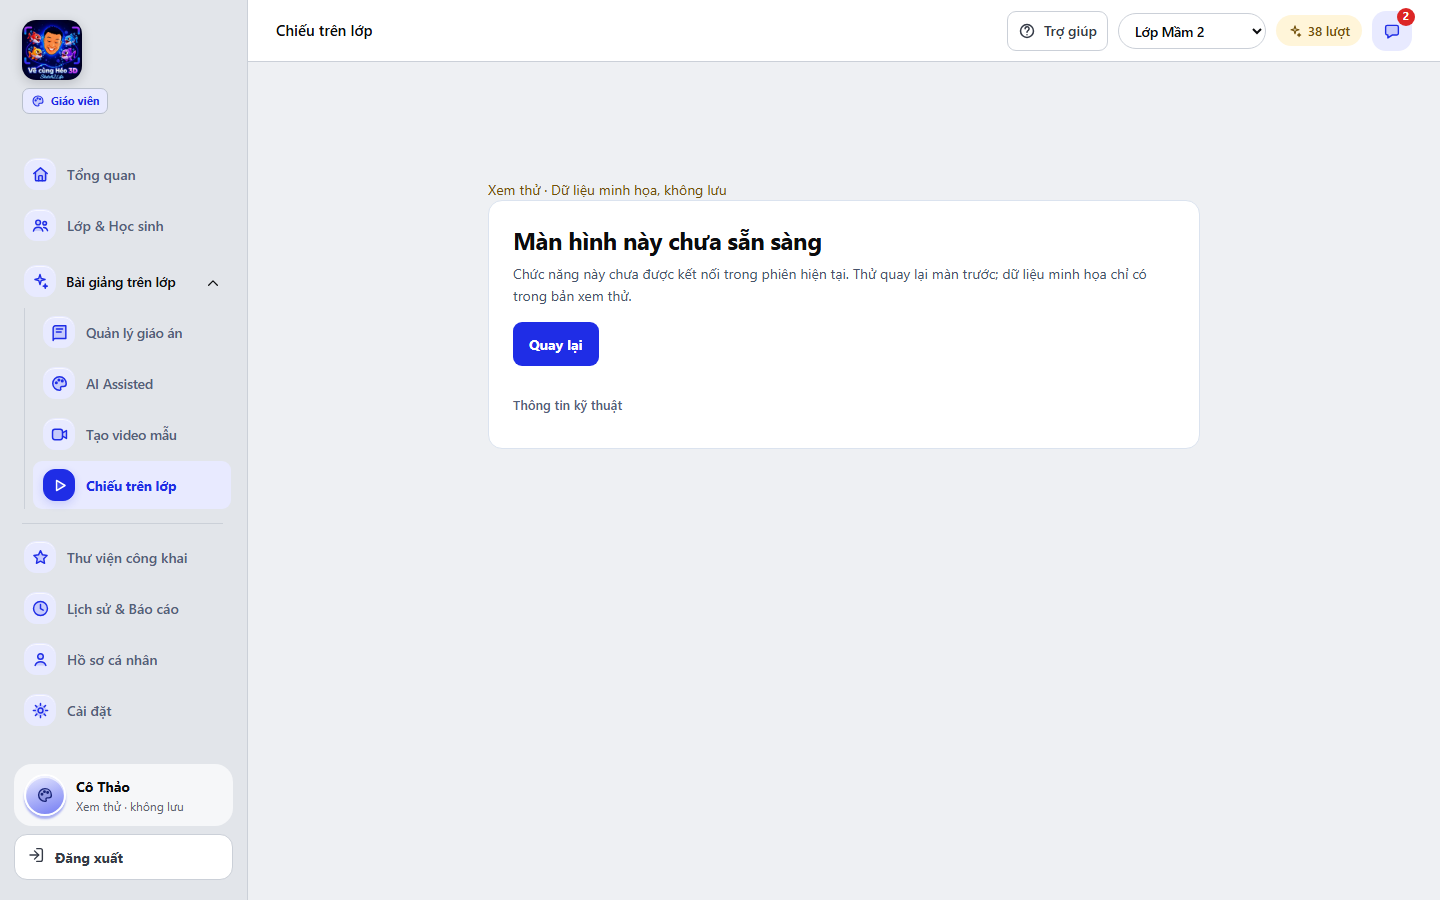 Vẽ cùng Héo 3D
Giáo viên
Tổng quan
Lớp & Học sinh
Bài giảng trên lớp
Quản lý giáo án
AI Assisted
Tạo video mẫu
Chiếu trên lớp
Thư viện công khai
Lịch sử & Báo cáo
Hồ sơ cá nhân
Cài đặt
Cô Thảo
Xem thử · không lưu
Đăng xuất
Chiếu trên lớp
Trợ giúp
Lớp Mầm 2
38 lượt
2
Xem thử · Dữ liệu minh họa, không lưu
Màn hình này chưa sẵn sàng
Chức năng này chưa được kết nối trong phiên hiện tại. Thử quay lại màn trước; dữ liệu minh họa chỉ có
trong bản xem thử.
Quay lại
Thông tin kỹ thuật